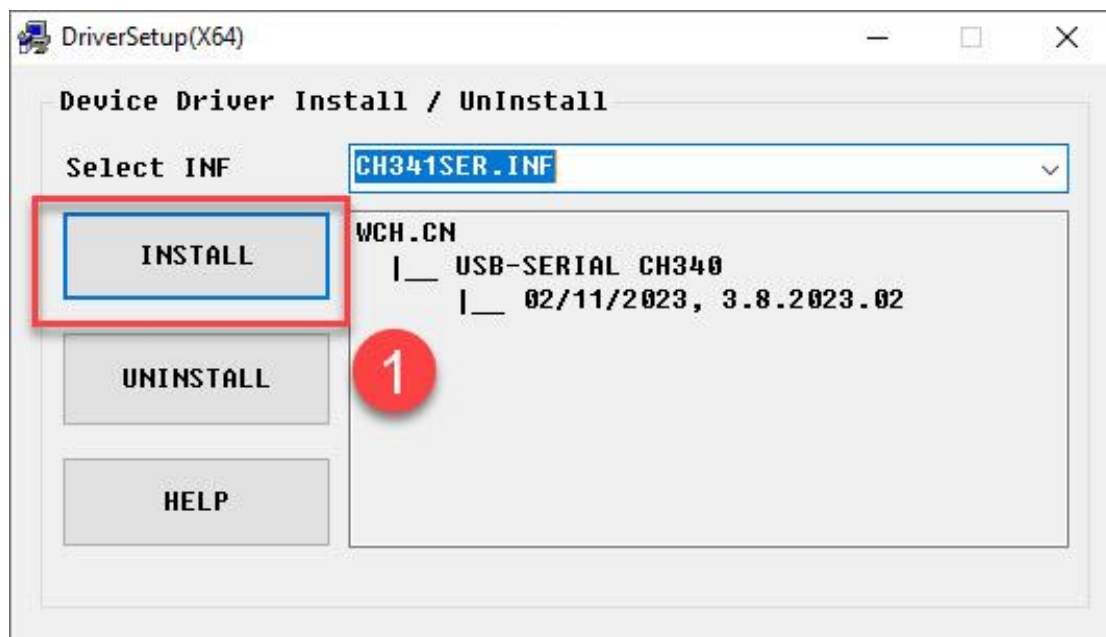 DriverSetup(X64)
Device Driver Install / UnInstall
Select INF
CH341SER.INF
INSTALL
WCH.CN
|__ USB-SERIAL CH340
|__ 02/11/2023, 3.8.2023.02
UNINSTALL
1
HELP